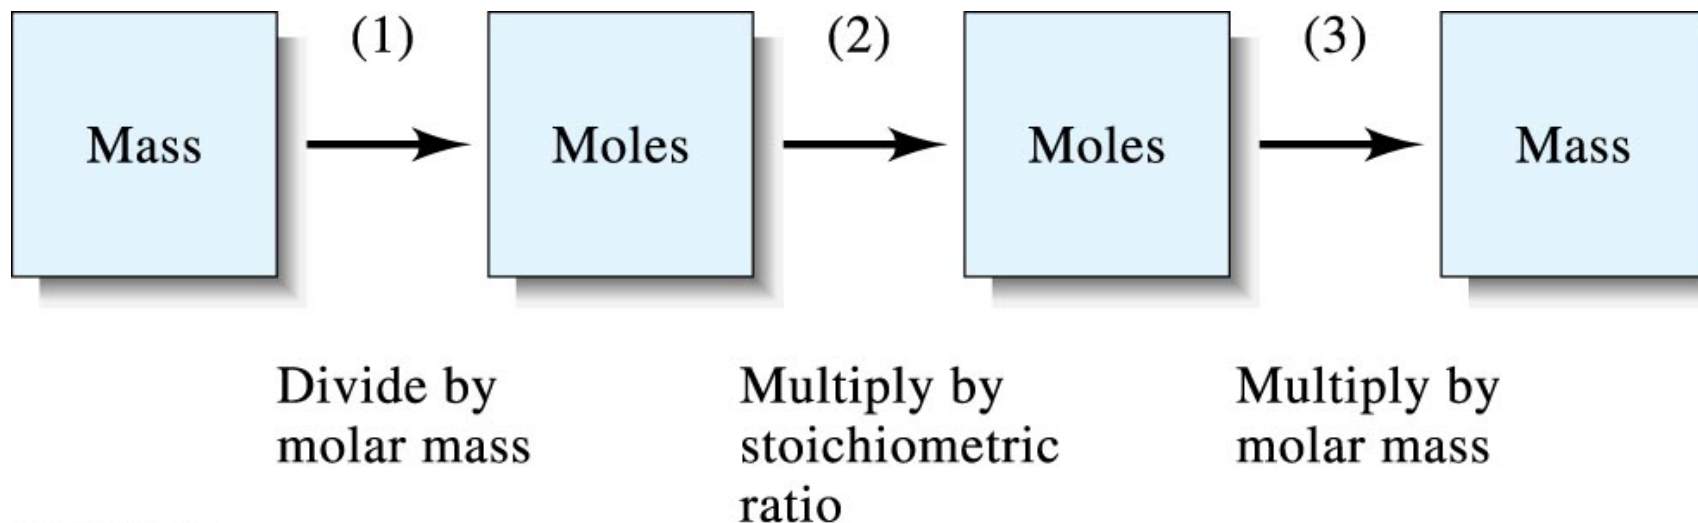 (1) (2) (3)
Mass Moles Moles Mass
Divide by Multiply by Multiply by
molar mass stoichiometric molar mass
ratio